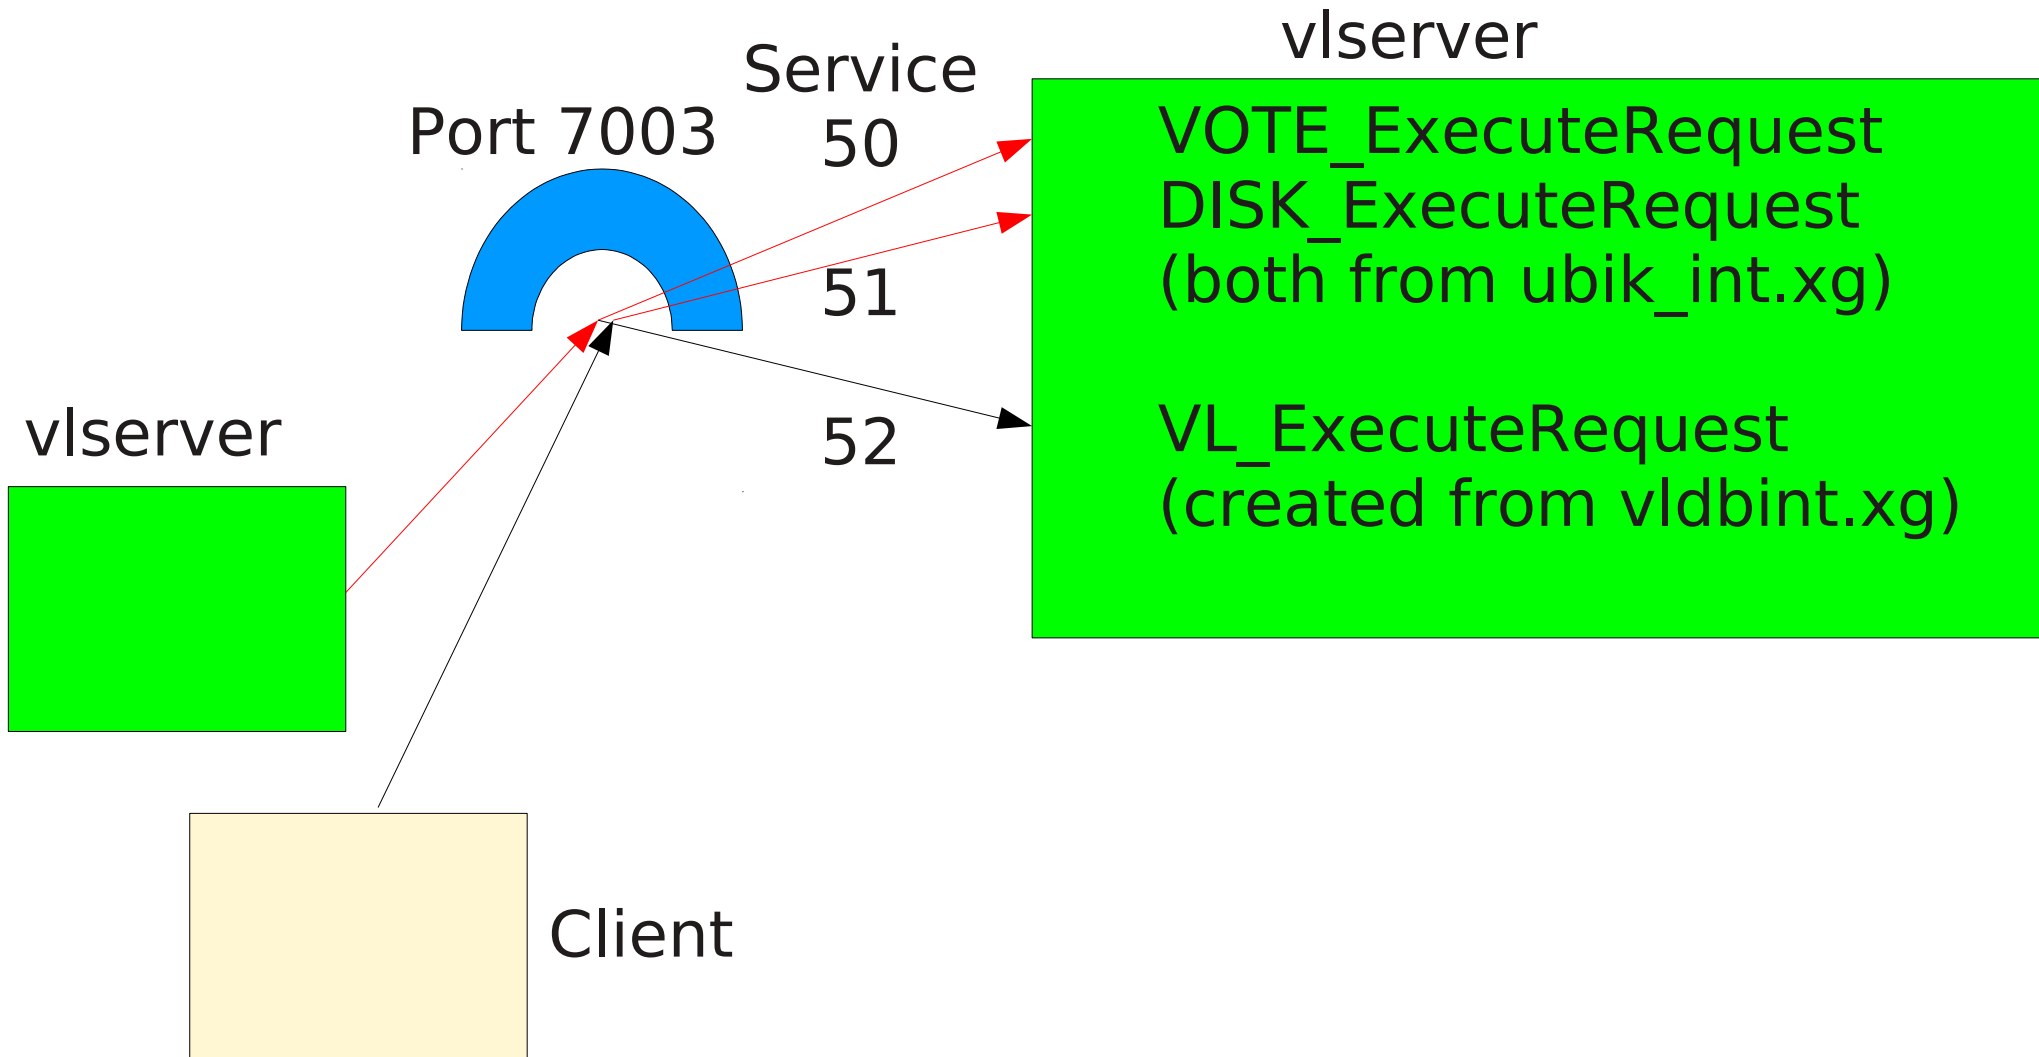 vlserver
Service
Port 7003
50
VOTE_ExecuteRequest
DISK_ExecuteRequest
(both from ubik_int.xg)
51
vlserver
52
VL_ExecuteRequest
(created from vldbint.xg)
Client